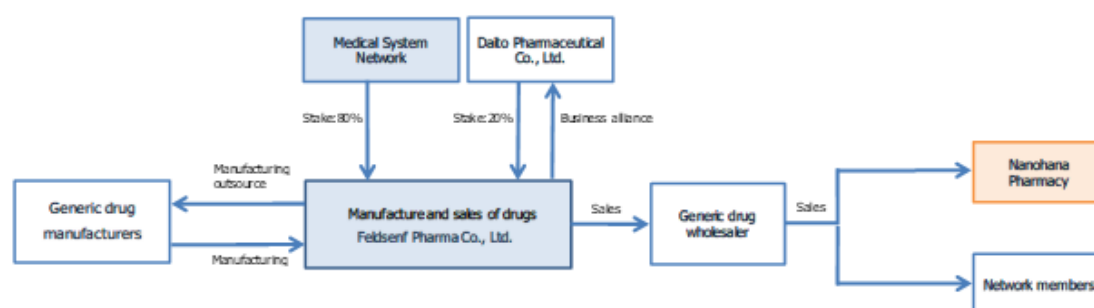 Medical System
Network
Daito Pharmaceutical
Co., Ltd.
Stake:80%
Stake:20%
Business alliance
Manufacturing
outsource
Generic drug
manufacturers
Manufacturing
Manufacture and sales of drugs
Feldsenf Pharma Co., Ltd.
Sales
Generic drug
wholesaler
Sales
Nanohana
Pharmacy
Network members